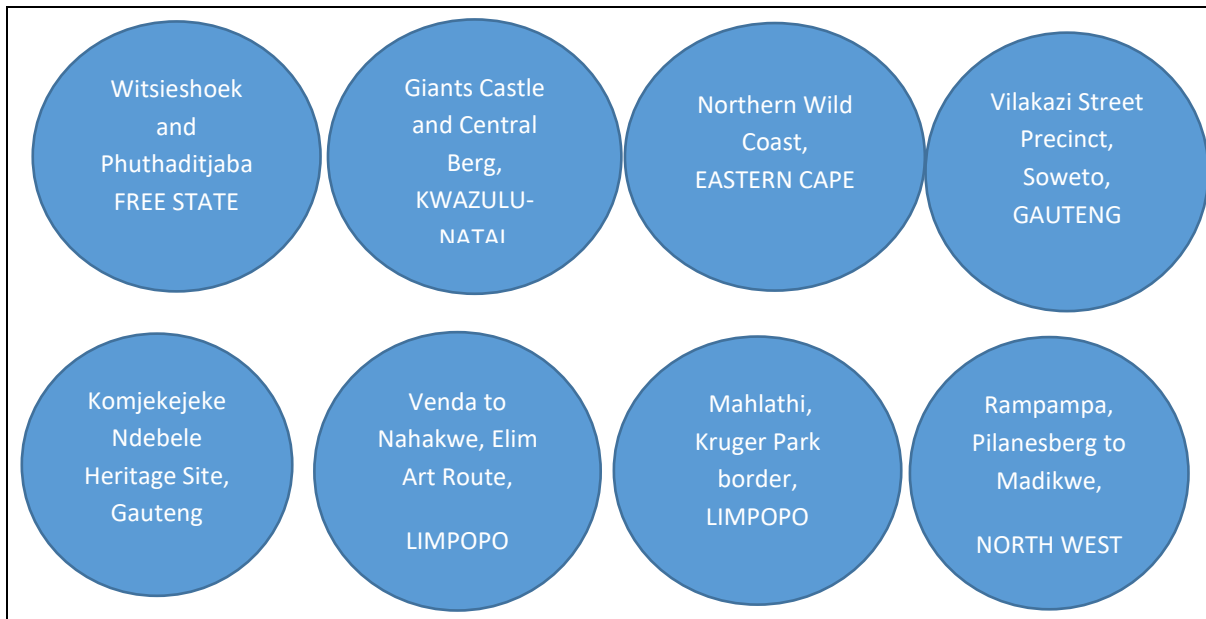 Witsieshoek
and
Phuthaditjaba
FREE STATE
Giants Castle
and Central
Berg,
KWAZULU-
NATAL
Northern Wild
Coast,
EASTERN CAPE
Vilakazi Street
Precinct,
Soweto,
GAUTENG
Komjekejeke
Ndebele
Heritage Site,
Gauteng
Venda to
Nahakwe, Elim
Art Route,
LIMPOPO
Mahlathi,
Kruger Park
border,
LIMPOPO
Rampampa,
Pilanesberg to
Madikwe,
NORTH WEST